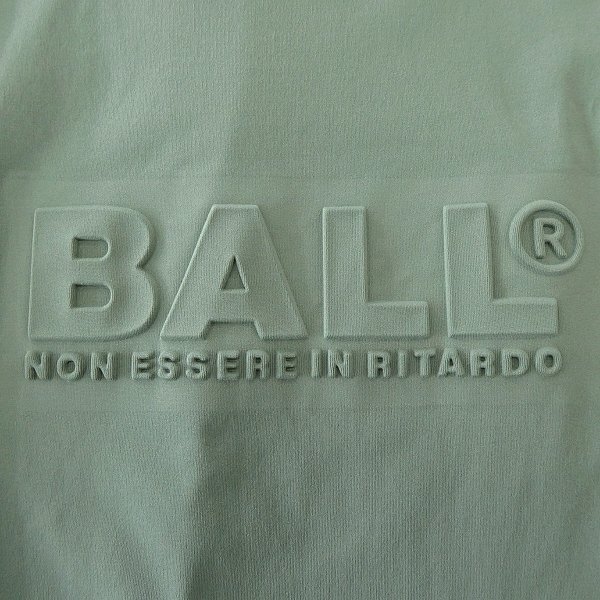 BALL®
NON ESSERE IN RITARDO